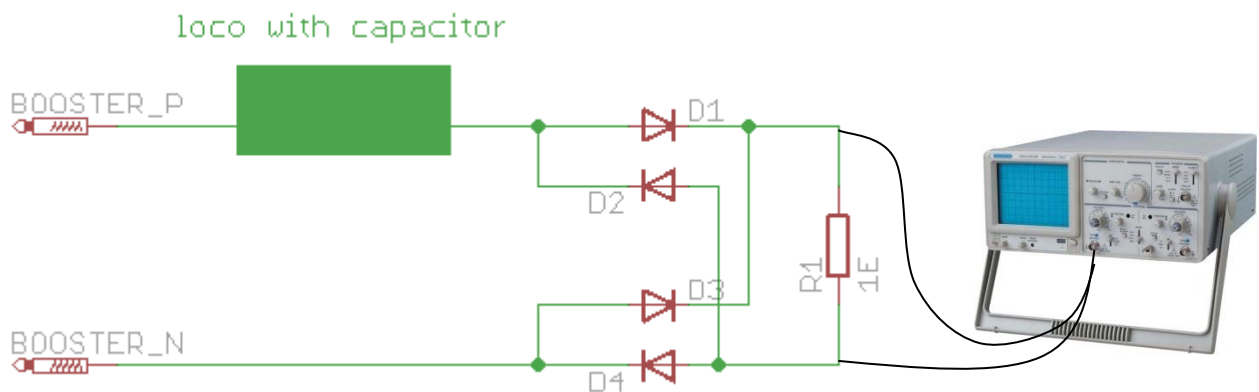 loco with capacitor
BOOSTER_P
D1
D2
R1
1E
D3
BOOSTER_N
D4